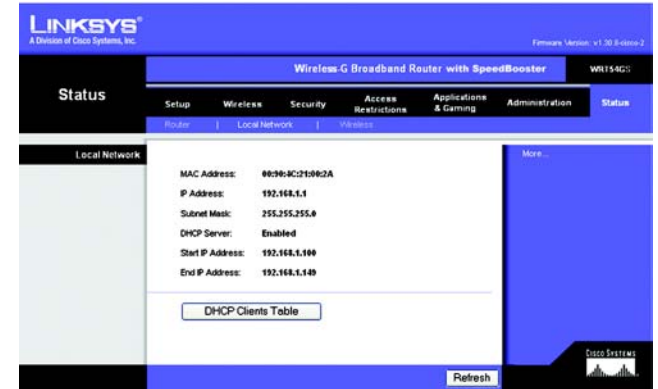 LINKSYS®
A Division of Cisco Systems, Inc.
Firmware Version: v1.30.8-cisco-2
Wireless-G Broadband Router with SpeedBooster WRT54GS
Status
Setup Wireless Security Access Restrictions Applications & Gaming Administration Status
Router | Local Network | Wireless
Local Network
More...
MAC Address: 00:90:4C:21:00:2A
IP Address: 192.168.1.1
Subnet Mask: 255.255.255.0
DHCP Server: Enabled
Start IP Address: 192.168.1.100
End IP Address: 192.168.1.149
DHCP Clients Table
Refresh
CISCO SYSTEMS